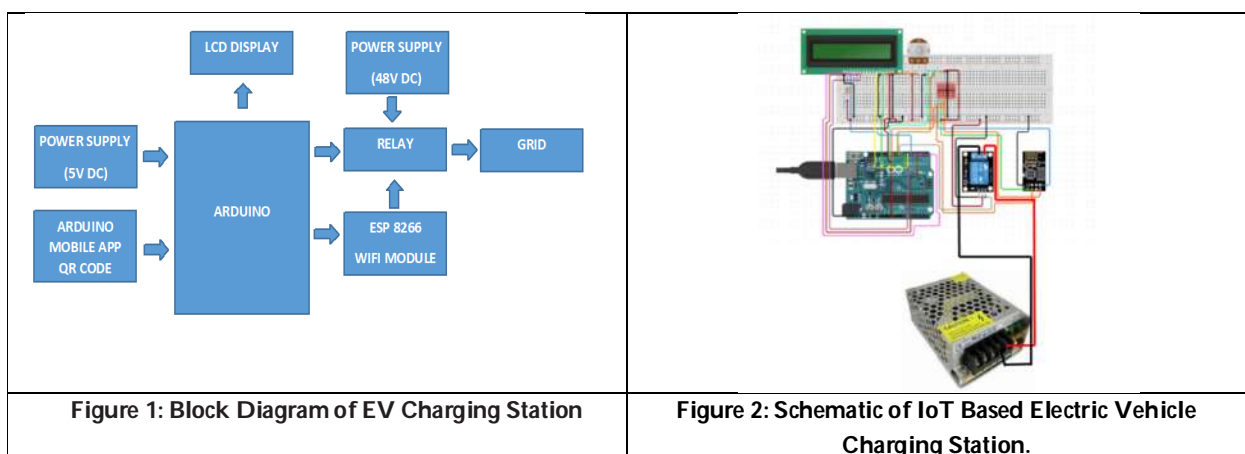 LCD DISPLAY
POWER SUPPLY
(48V DC)
POWER SUPPLY
(5V DC)
ARDUINO
RELAY
GRID
ARDUINO
MOBILE APP
QR CODE
ESP 8266
WIFI MODULE
Figure 1: Block Diagram of EV Charging Station
Figure 2: Schematic of IoT Based Electric Vehicle
Charging Station.